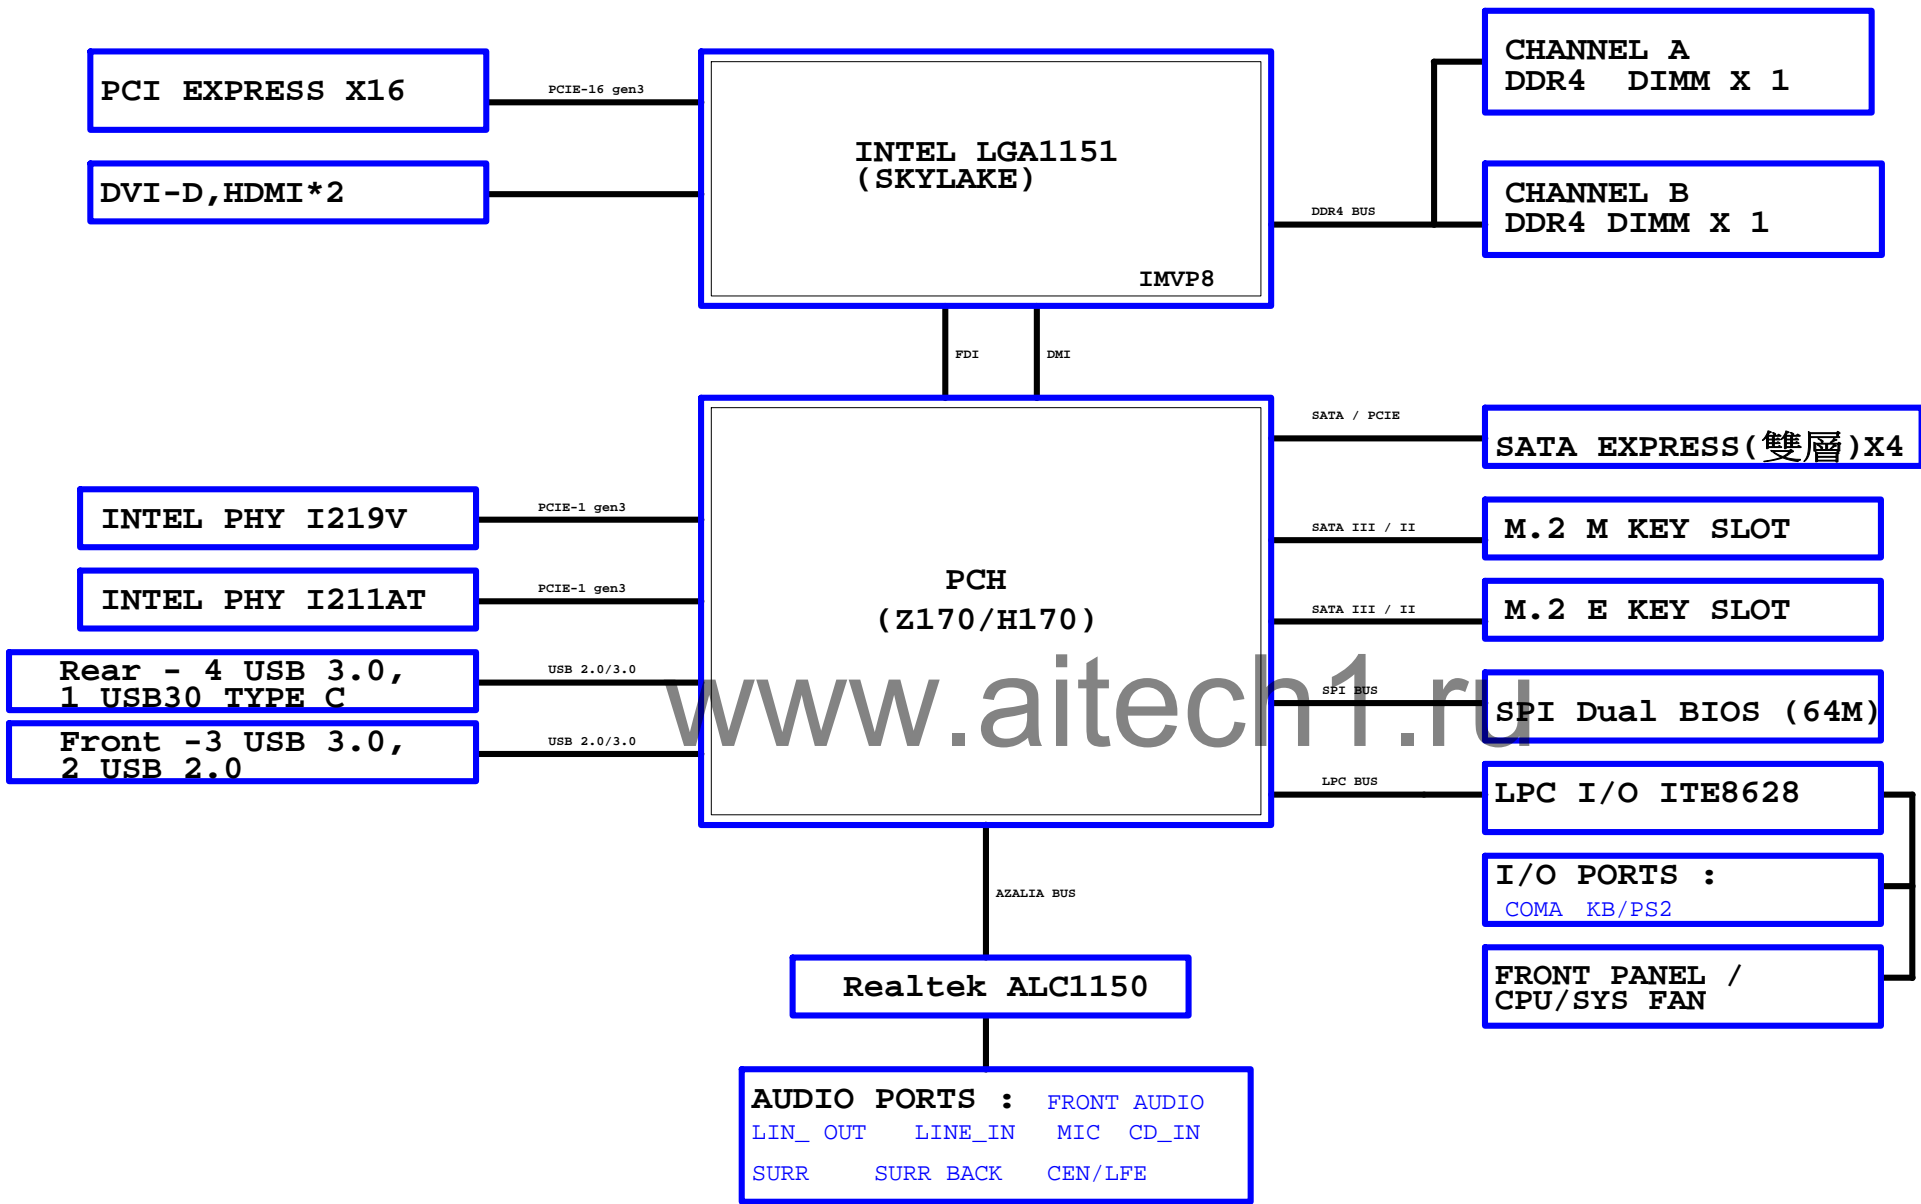 PCI EXPRESS X16
PCIE-16 gen3
DVI-D,HDMI*2
INTEL LGA1151
(SKYLAKE)
IMVP8
DDR4 BUS
CHANNEL A
DDR4 DIMM X 1
CHANNEL B
DDR4 DIMM X 1
FDI
DMI
INTEL PHY I219V
PCIE-1 gen3
INTEL PHY I211AT
PCIE-1 gen3
Rear - 4 USB 3.0,
1 USB30 TYPE C
USB 2.0/3.0
Front -3 USB 3.0,
2 USB 2.0
USB 2.0/3.0
PCH
(Z170/H170)
www.aitech1.ru
SATA / PCIE
SATA EXPRESS(雙層)X4
SATA III / II
M.2 M KEY SLOT
SATA III / II
M.2 E KEY SLOT
SPI BUS
SPI Dual BIOS (64M)
LPC BUS
LPC I/O ITE8628
I/O PORTS :
COMA KB/PS2
FRONT PANEL /
CPU/SYS FAN
AZALIA BUS
Realtek ALC1150
AUDIO PORTS : FRONT AUDIO
LIN_ OUT LINE_IN MIC CD_IN
SURR SURR BACK CEN/LFE